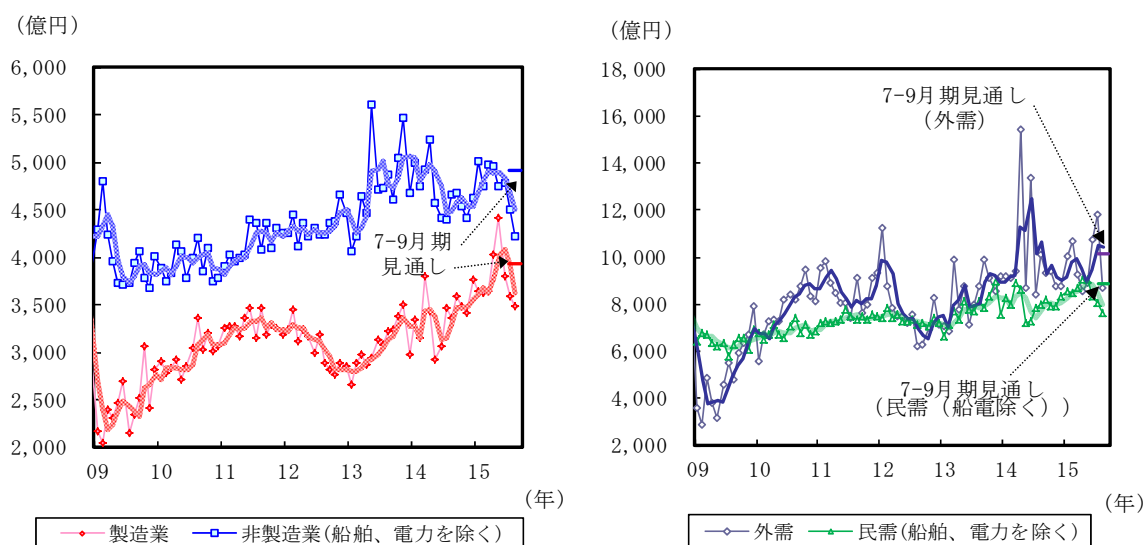 (億円)
6,000
5,500
5,000
4,500
4,000
3,500
3,000
2,500
2,000
7-9月期
見通し
09 10 11 12 13 14 15
(年)
製造業 非製造業(船舶、電力を除く)
(億円)
18,000
16,000
14,000
12,000
10,000
8,000
6,000
4,000
2,000
7-9月期見通し
(外需)
7-9月期見通し
(民需(船電除く))
09 10 11 12 13 14 15
(年)
外需 民需(船舶、電力を除く)